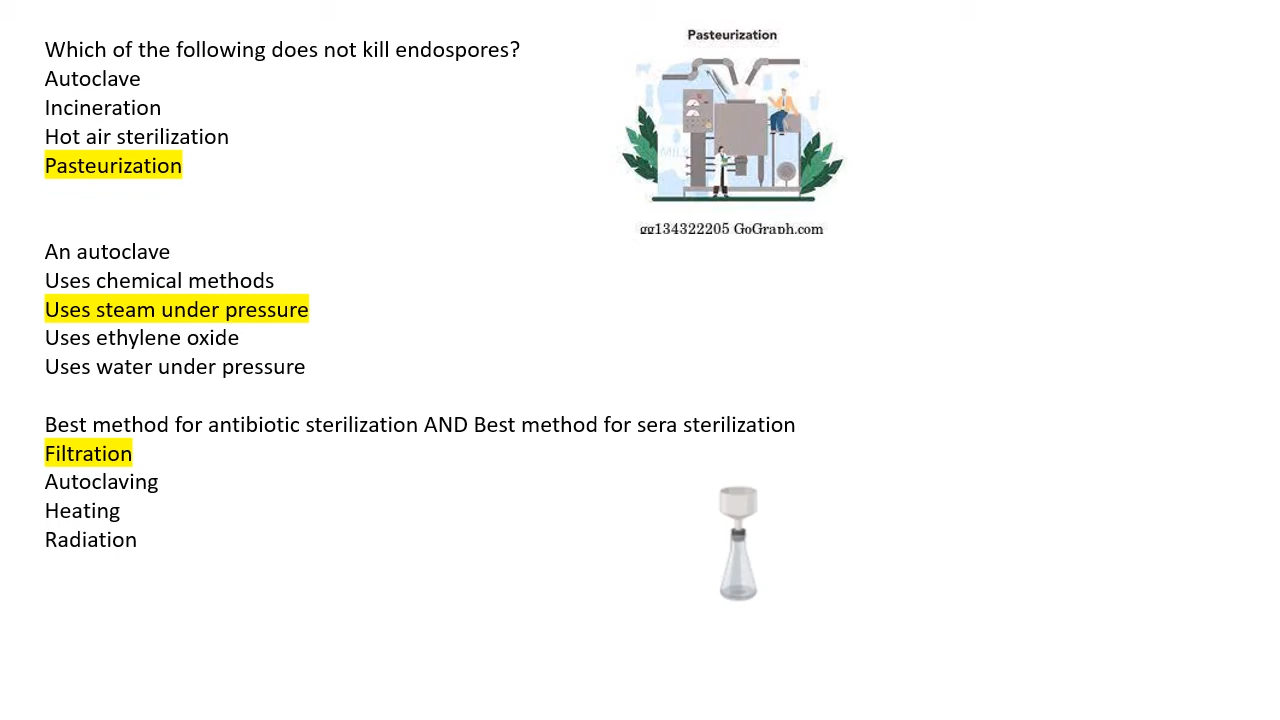 Which of the following does not kill endospores?
Autoclave
Incineration
Hot air sterilization
Pasteurization
Pasteurization
MILK
gg134322205 GoGraph.com
An autoclave
Uses chemical methods
Uses steam under pressure
Uses ethylene oxide
Uses water under pressure
Best method for antibiotic sterilization AND Best method for sera sterilization
Filtration
Autoclaving
Heating
Radiation